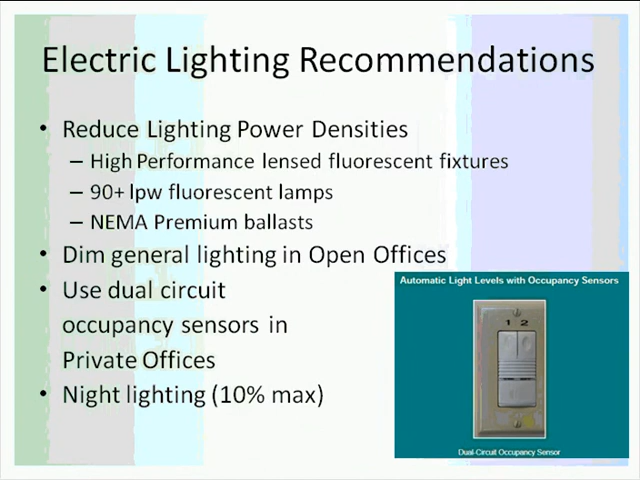 Electric Lighting Recommendations
• Reduce Lighting Power Densities
– High Performance lensed fluorescent fixtures
– 90+ lpw fluorescent lamps
– NEMA Premium ballasts
• Dim general lighting in Open Offices
• Use dual circuit
occupancy sensors in
Private Offices
• Night lighting (10% max)
Automatic Light Levels with Occupancy Sensors
1 2
Dual-Circuit Occupancy Sensor